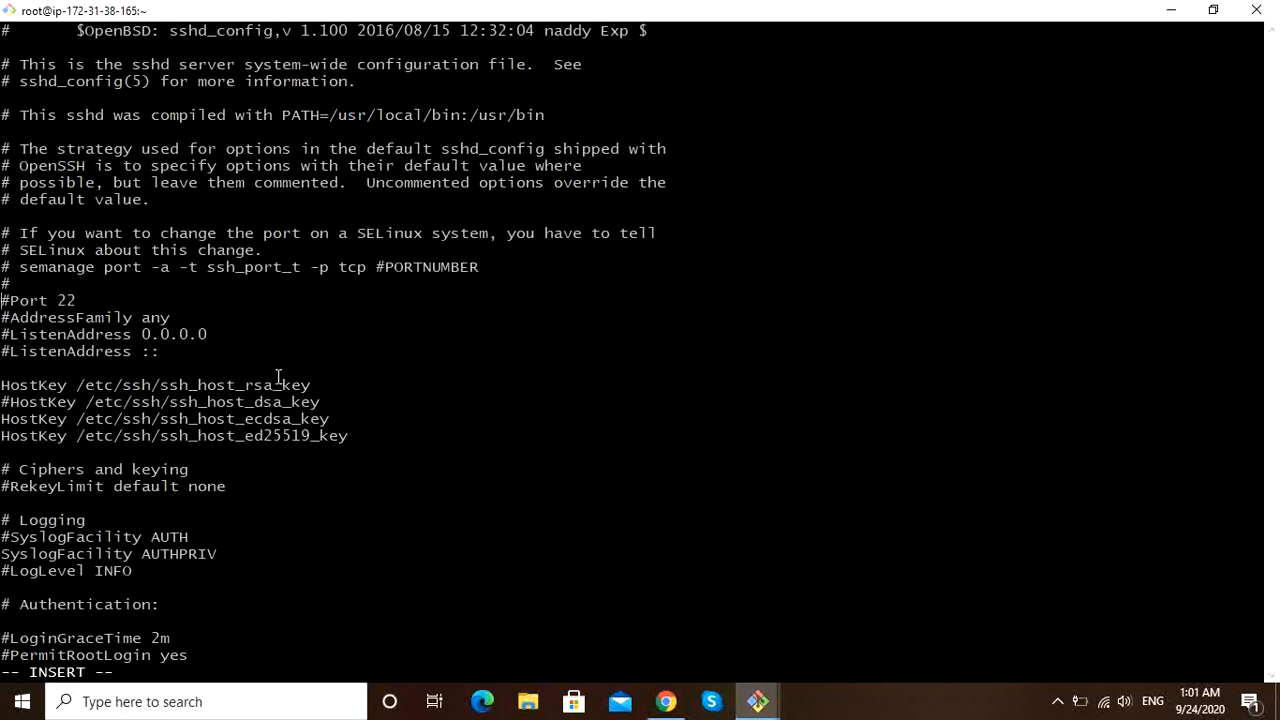 root@ip-172-31-38-165:~
#       $OpenBSD: sshd_config,v 1.100 2016/08/15 12:32:04 naddy Exp $
# This is the sshd server system-wide configuration file.  See
# sshd_config(5) for more information.
# This sshd was compiled with PATH=/usr/local/bin:/usr/bin
# The strategy used for options in the default sshd_config shipped with
# OpenSSH is to specify options with their default value where
# possible, but leave them commented.  Uncommented options override the
# default value.
# If you want to change the port on a SELinux system, you have to tell
# SELinux about this change.
# semanage port -a -t ssh_port_t -p tcp #PORTNUMBER
#
#Port 22
#AddressFamily any
#ListenAddress 0.0.0.0
#ListenAddress ::
HostKey /etc/ssh/ssh_host_rsa_key
#HostKey /etc/ssh/ssh_host_dsa_key
HostKey /etc/ssh/ssh_host_ecdsa_key
HostKey /etc/ssh/ssh_host_ed25519_key
# Ciphers and keying
#RekeyLimit default none
# Logging
#SyslogFacility AUTH
SyslogFacility AUTHPRIV
#LogLevel INFO
# Authentication:
#LoginGraceTime 2m
#PermitRootLogin yes
-- INSERT --
Type here to search
ENG
1:01 AM
9/24/2020
1